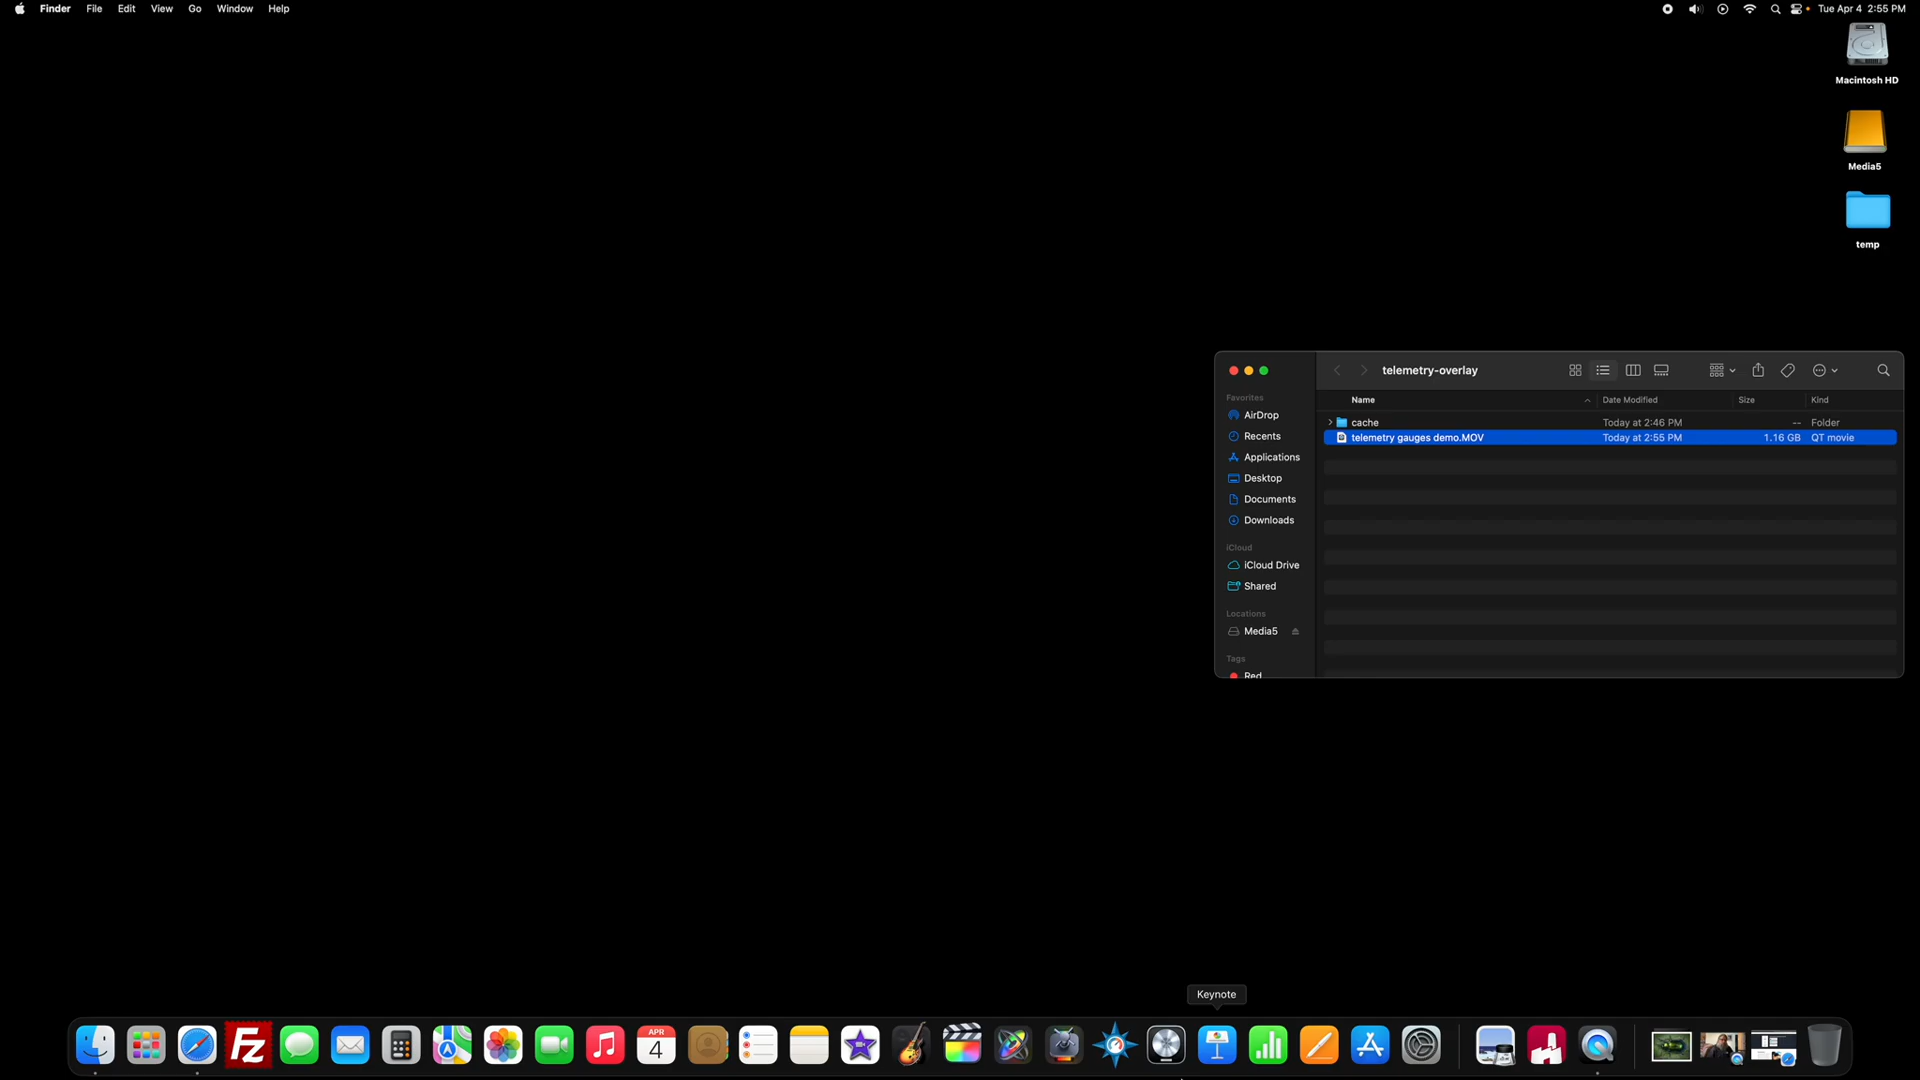 Finder File Edit View Go Window Help
Tue Apr 4 2:55 PM
Macintosh HD
Media5
temp
telemetry-overlay
Name Date Modified Size Kind
cache Today at 2:46 PM -- Folder
telemetry gauges demo.MOV Today at 2:55 PM 1.16 GB QT movie
Favorites
AirDrop
Recents
Applications
Desktop
Documents
Downloads
iCloud
iCloud Drive
Shared
Locations
Media5
Tags
Red
Keynote
Fz
APR
4